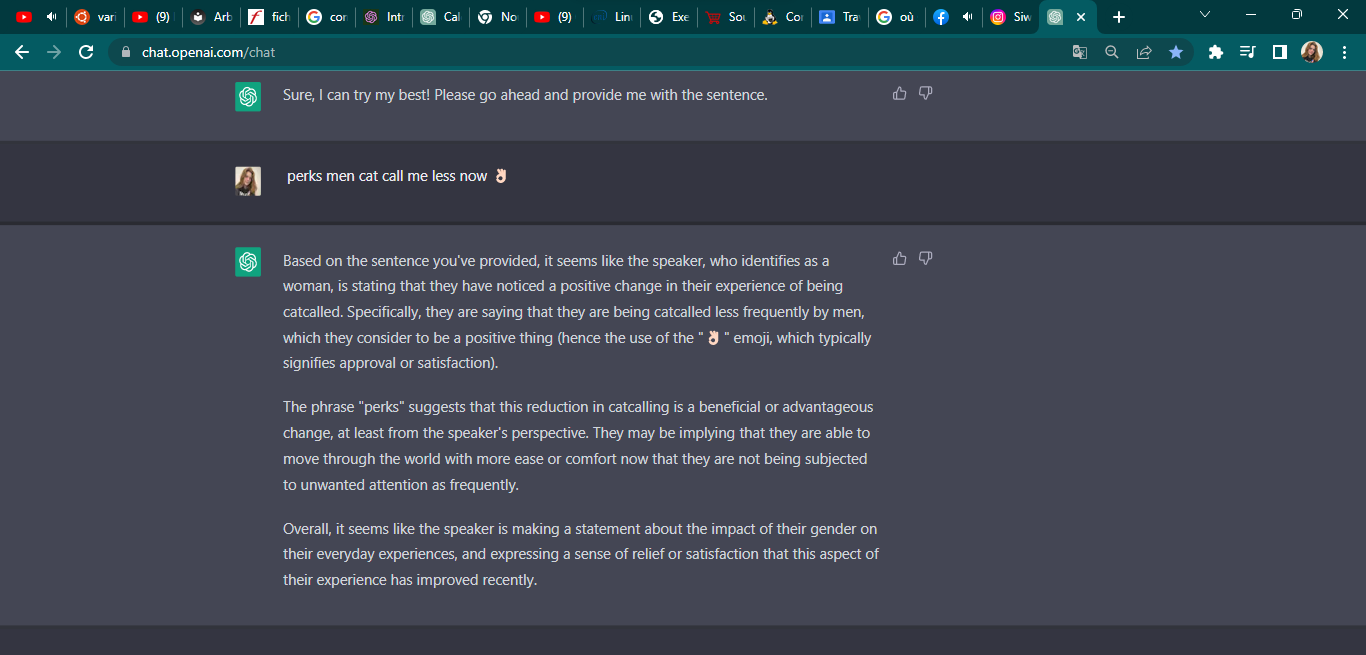 vari
(9)
Arb
fich
con
Intr
Cal
No
(9)
Lin
Exe
Sou
Cor
Tra
où
Siw
chat.openai.com/chat
Sure, I can try my best! Please go ahead and provide me with the sentence.
perks men cat call me less now 👌🏻
Based on the sentence you've provided, it seems like the speaker, who identifies as a
woman, is stating that they have noticed a positive change in their experience of being
catcalled. Specifically, they are saying that they are being catcalled less frequently by men,
which they consider to be a positive thing (hence the use of the "👌🏻" emoji, which typically
signifies approval or satisfaction).
The phrase "perks" suggests that this reduction in catcalling is a beneficial or advantageous
change, at least from the speaker's perspective. They may be implying that they are able to
move through the world with more ease or comfort now that they are not being subjected
to unwanted attention as frequently.
Overall, it seems like the speaker is making a statement about the impact of their gender on
their everyday experiences, and expressing a sense of relief or satisfaction that this aspect of
their experience has improved recently.